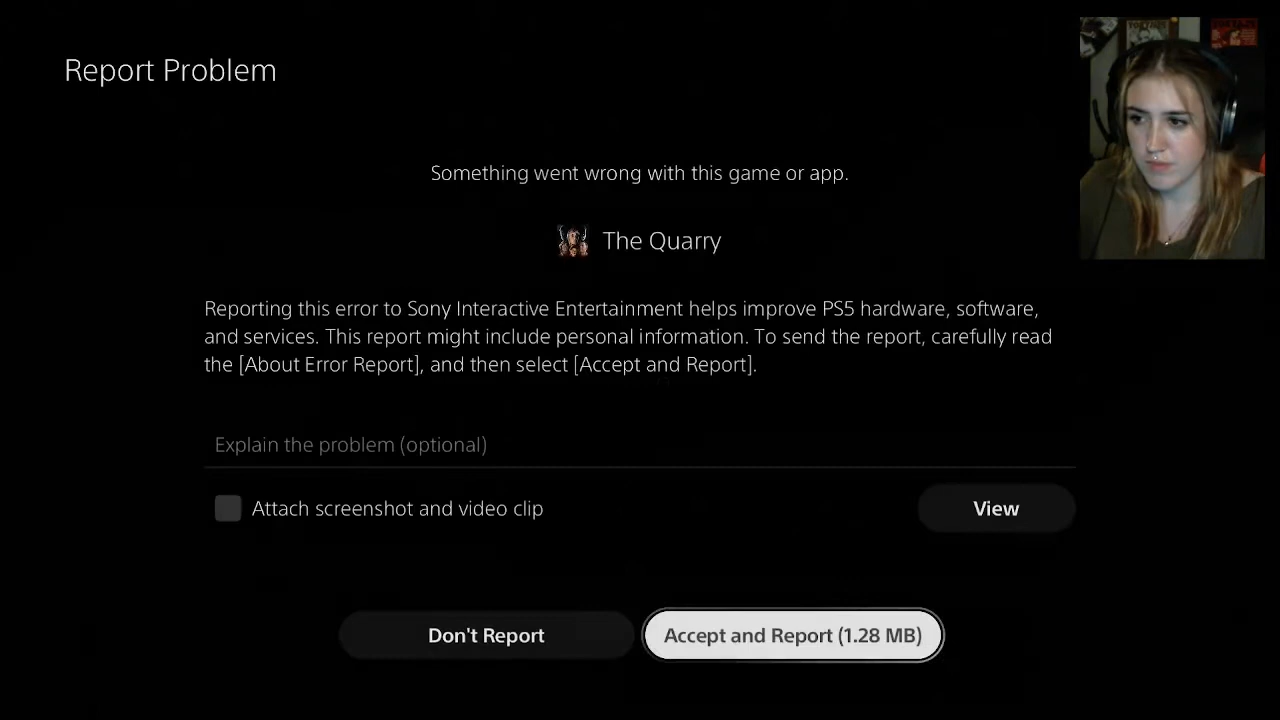 Report Problem
Something went wrong with this game or app.
The Quarry
Reporting this error to Sony Interactive Entertainment helps improve PS5 hardware, software,
and services. This report might include personal information. To send the report, carefully read
the [About Error Report], and then select [Accept and Report].
Explain the problem (optional)
Attach screenshot and video clip
View
Don't Report
Accept and Report (1.28 MB)